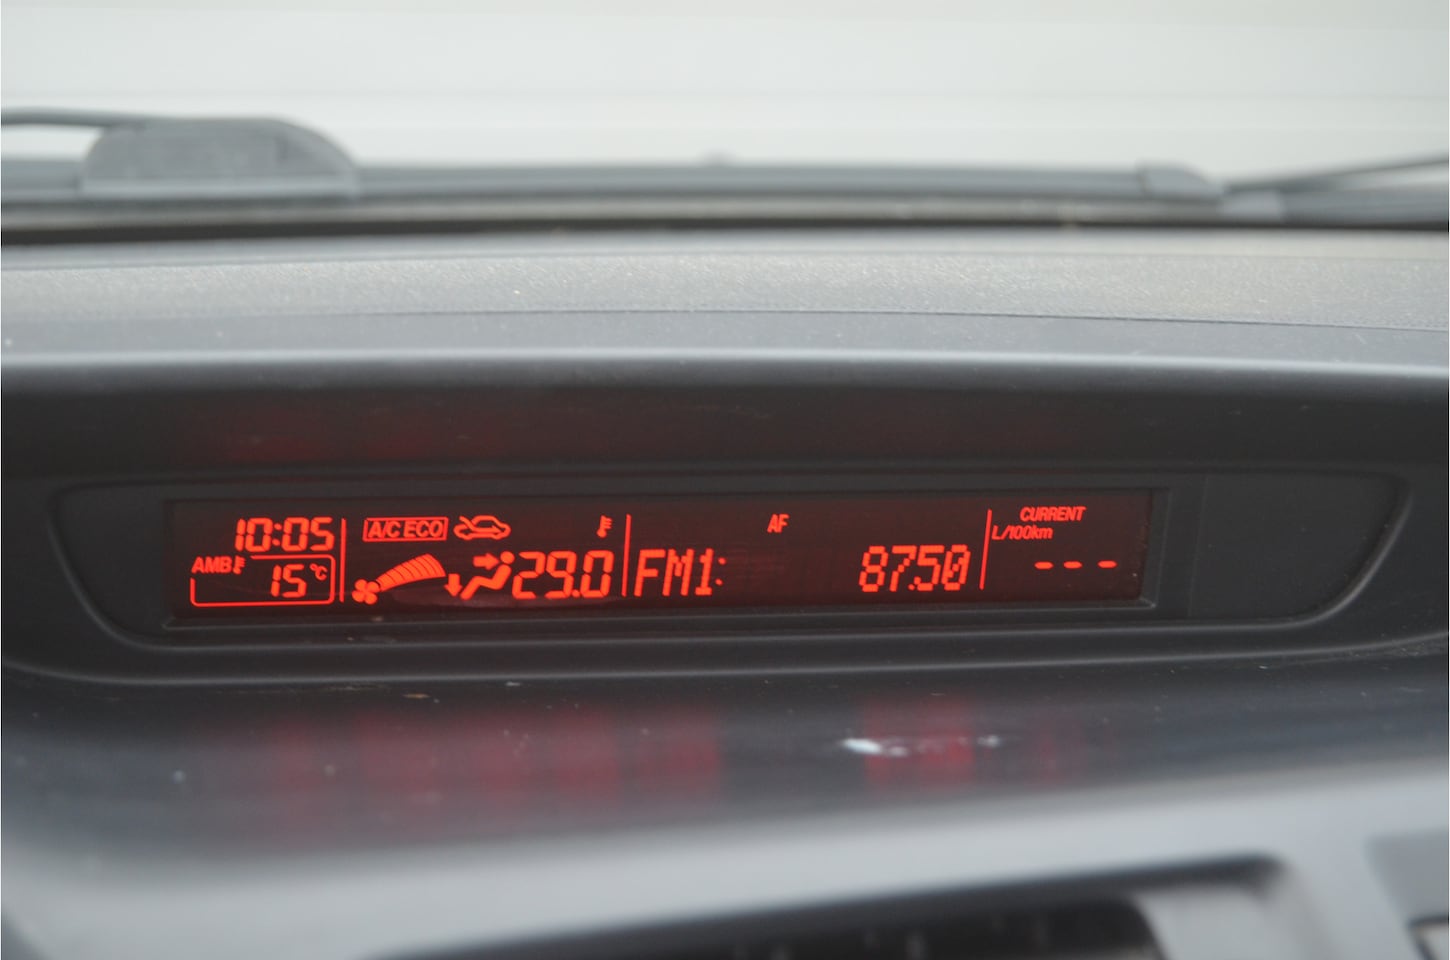 10:05
AMB 15 °C
A/C ECO
29.0
AF
FM1: 87.50
CURRENT
L/100km
---